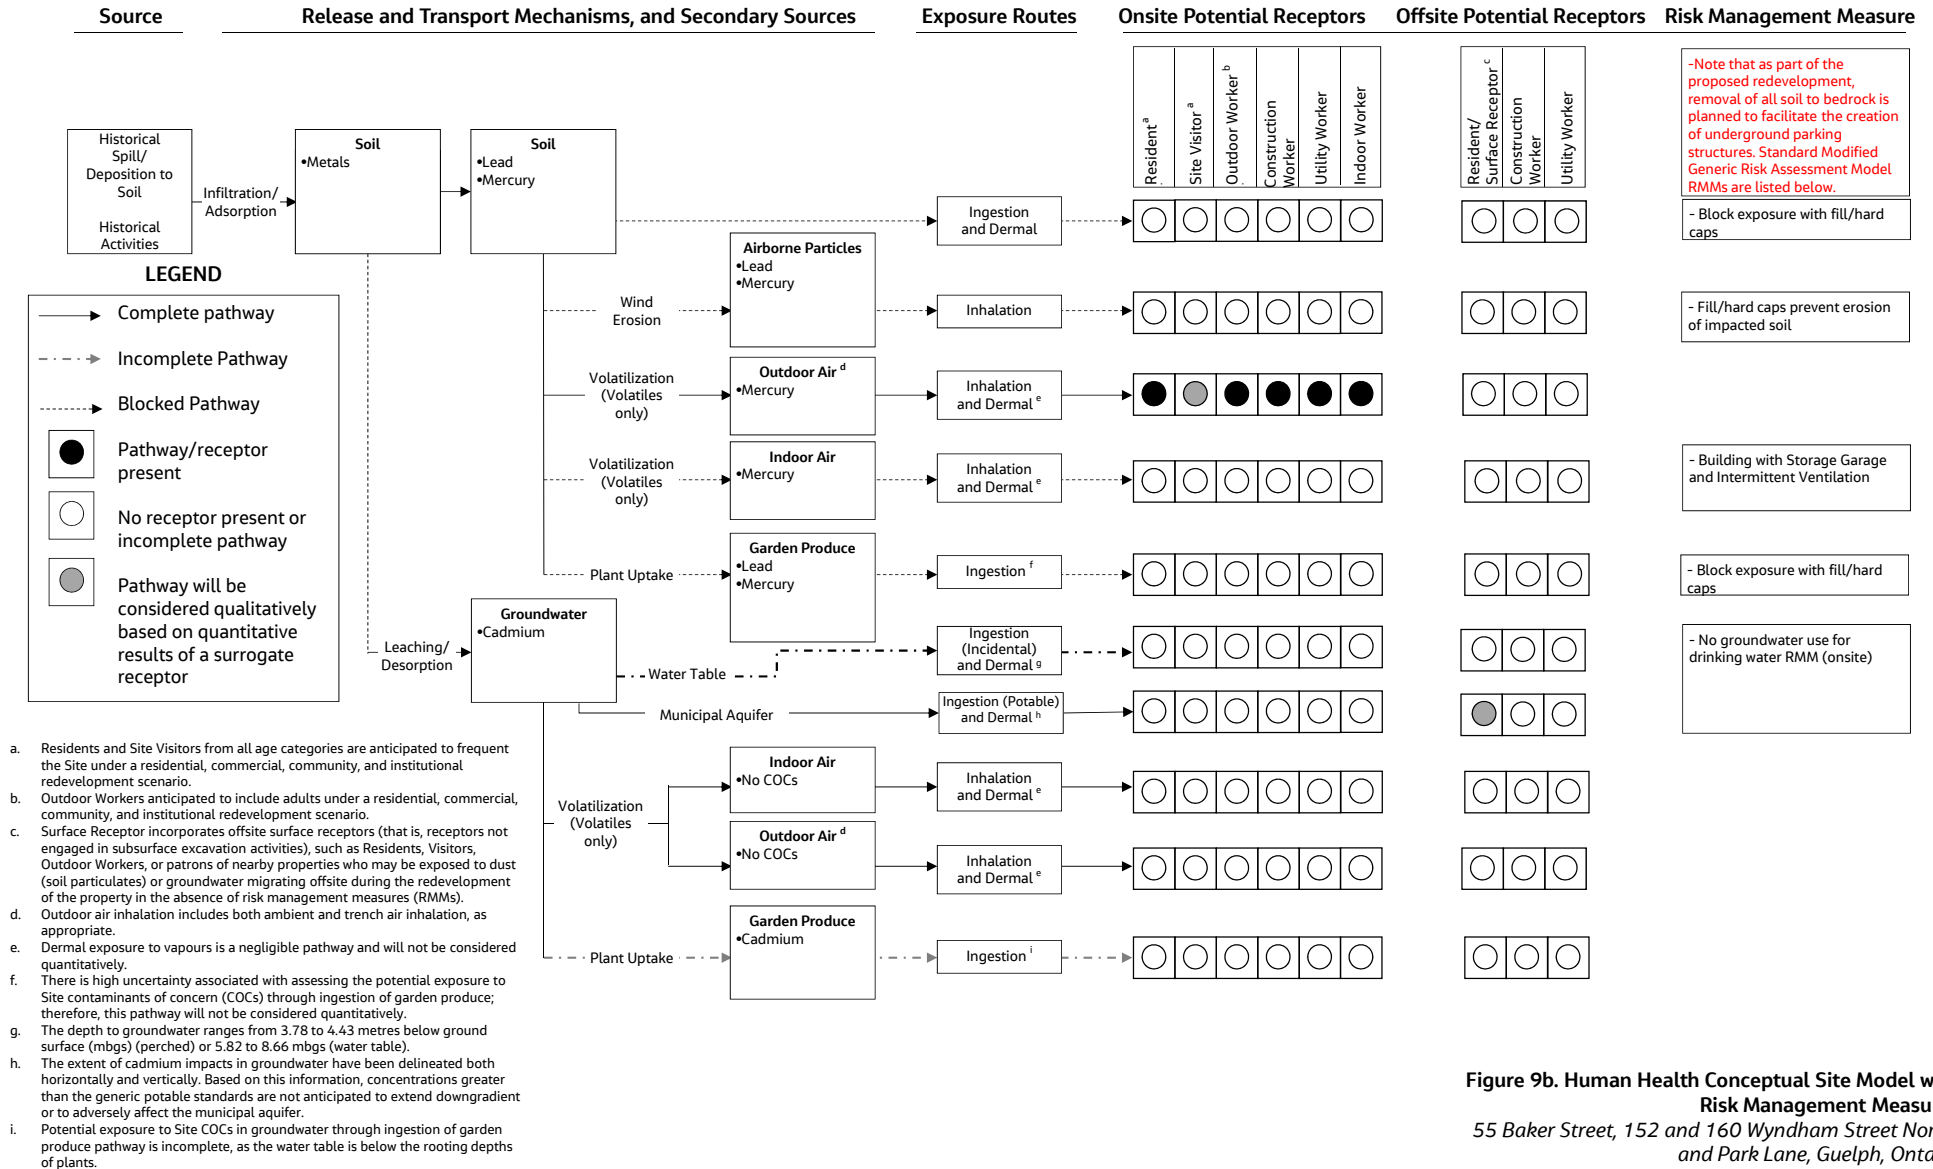 Source
Release and Transport Mechanisms, and Secondary Sources
Exposure Routes
Onsite Potential Receptors
Offsite Potential Receptors
Risk Management Measure
Resident a
Site Visitor a
Outdoor Worker b
Construction
Worker
Utility Worker
Indoor Worker
Resident/
Surface Receptor c
Construction
Worker
Utility Worker
-Note that as part of the
proposed redevelopment,
removal of all soil to bedrock is
planned to facilitate the creation
of underground parking
structures. Standard Modified
Generic Risk Assessment Model
RMMs are listed below.
Historical
Spill/
Deposition to
Soil
Historical
Activities
Infiltration/
Adsorption
Soil
•Metals
Soil
•Lead
•Mercury
Ingestion
and Dermal
- Block exposure with fill/hard
caps
Wind
Erosion
Airborne Particles
•Lead
•Mercury
Inhalation
- Fill/hard caps prevent erosion
of impacted soil
Volatilization
(Volatiles
only)
Outdoor Air d
•Mercury
Inhalation
and Dermal e
Volatilization
(Volatiles
only)
Indoor Air
•Mercury
Inhalation
and Dermal e
- Building with Storage Garage
and Intermittent Ventilation
Plant Uptake
Garden Produce
•Lead
•Mercury
Ingestion f
- Block exposure with fill/hard
caps
Leaching/
Desorption
Groundwater
•Cadmium
Water Table
Ingestion
(Incidental)
and Dermal g
- No groundwater use for
drinking water RMM (onsite)
Municipal Aquifer
Ingestion (Potable)
and Dermal h
Volatilization
(Volatiles
only)
Indoor Air
•No COCs
Inhalation
and Dermal e
Outdoor Air d
•No COCs
Inhalation
and Dermal e
Plant Uptake
Garden Produce
•Cadmium
Ingestion i
LEGEND
Complete pathway
Incomplete Pathway
Blocked Pathway
Pathway/receptor
present
No receptor present or
incomplete pathway
Pathway will be
considered qualitatively
based on quantitative
results of a surrogate
receptor
a. Residents and Site Visitors from all age categories are anticipated to frequent
the Site under a residential, commercial, community, and institutional
redevelopment scenario.
b. Outdoor Workers anticipated to include adults under a residential, commercial,
community, and institutional redevelopment scenario.
c. Surface Receptor incorporates offsite surface receptors (that is, receptors not
engaged in subsurface excavation activities), such as Residents, Visitors,
Outdoor Workers, or patrons of nearby properties who may be exposed to dust
(soil particulates) or groundwater migrating offsite during the redevelopment
of the property in the absence of risk management measures (RMMs).
d. Outdoor air inhalation includes both ambient and trench air inhalation, as
appropriate.
e. Dermal exposure to vapours is a negligible pathway and will not be considered
quantitatively.
f. There is high uncertainty associated with assessing the potential exposure to
Site contaminants of concern (COCs) through ingestion of garden produce;
therefore, this pathway will not be considered quantitatively.
g. The depth to groundwater ranges from 3.78 to 4.43 metres below ground
surface (mbgs) (perched) or 5.82 to 8.66 mbgs (water table).
h. The extent of cadmium impacts in groundwater have been delineated both
horizontally and vertically. Based on this information, concentrations greater
than the generic potable standards are not anticipated to extend downgradient
or to adversely affect the municipal aquifer.
i. Potential exposure to Site COCs in groundwater through ingestion of garden
produce pathway is incomplete, as the water table is below the rooting depths
of plants.
Figure 9b. Human Health Conceptual Site Model w
Risk Management Measu
55 Baker Street, 152 and 160 Wyndham Street Nor
and Park Lane, Guelph, Onta